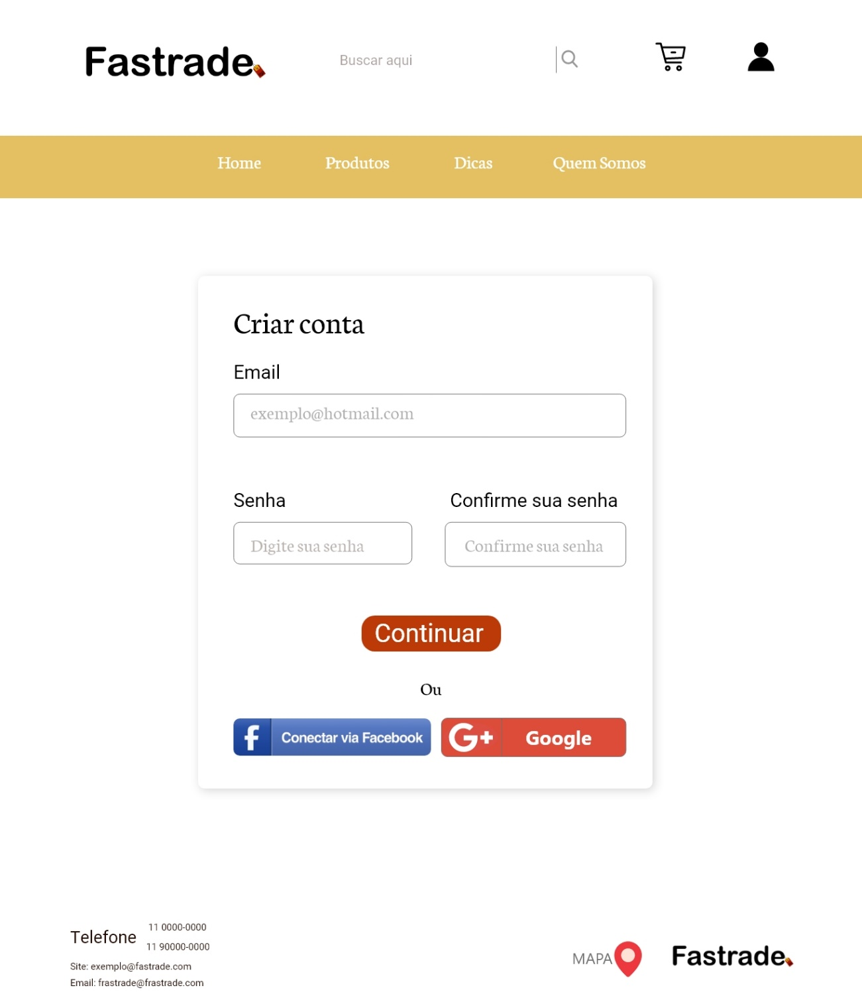 Fastrade
Buscar aqui
Home Produtos Dicas Quem Somos
Criar conta
Email
exemplo@hotmail.com
Senha Confirme sua senha
Digite sua senha Confirme sua senha
Continuar
Ou
f Conectar via Facebook G+ Google
Telefone 11 0000-0000
11 90000-0000
Site: exemplo@fastrade.com
Email: frastrade@frastrade.com
MAPA Fastrade